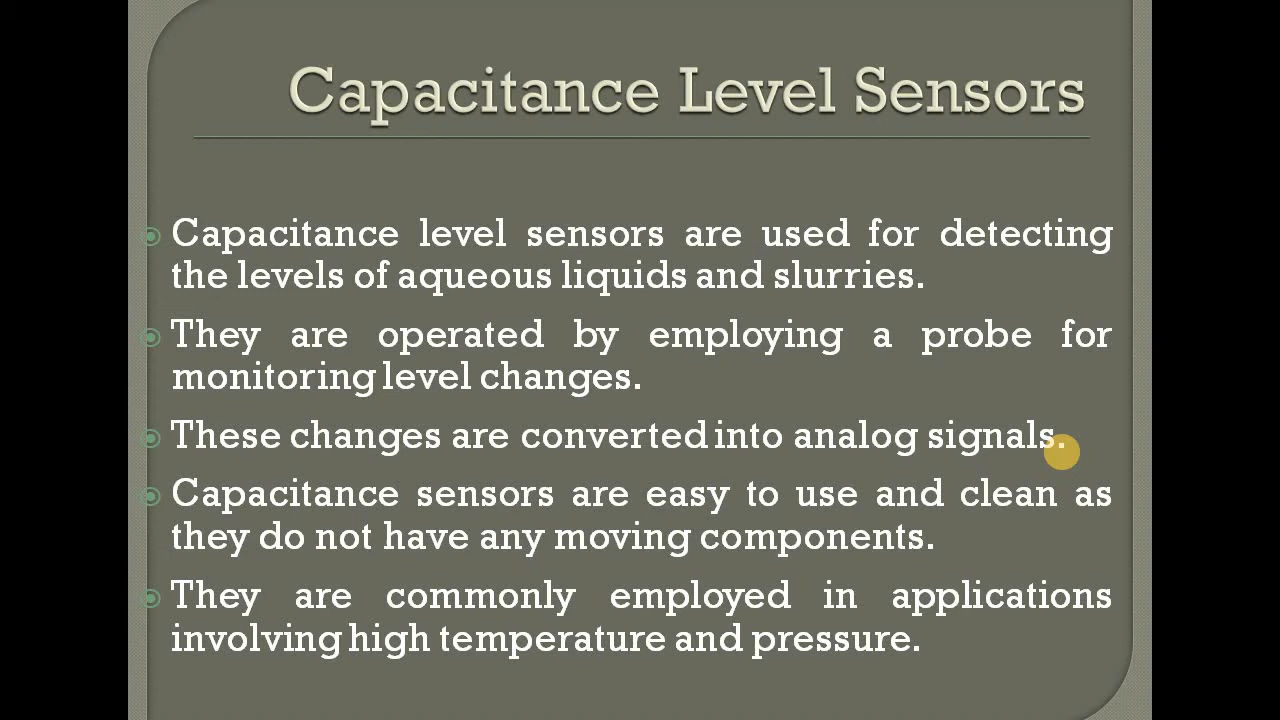 Capacitance Level Sensors
Capacitance level sensors are used for detecting
the levels of aqueous liquids and slurries.
They are operated by employing a probe for
monitoring level changes.
These changes are converted into analog signals.
Capacitance sensors are easy to use and clean as
they do not have any moving components.
They are commonly employed in applications
involving high temperature and pressure.